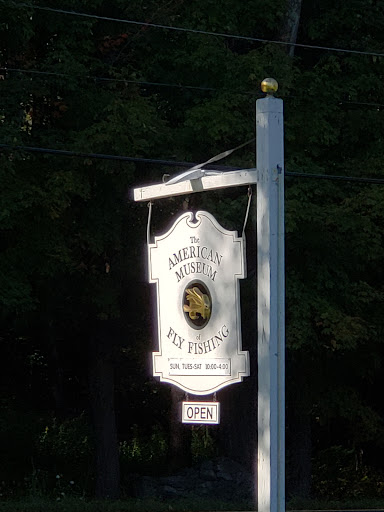 The
AMERICAN
MUSEUM
of
FLY FISHING
SUN, TUES-SAT 10:00-4:00
OPEN